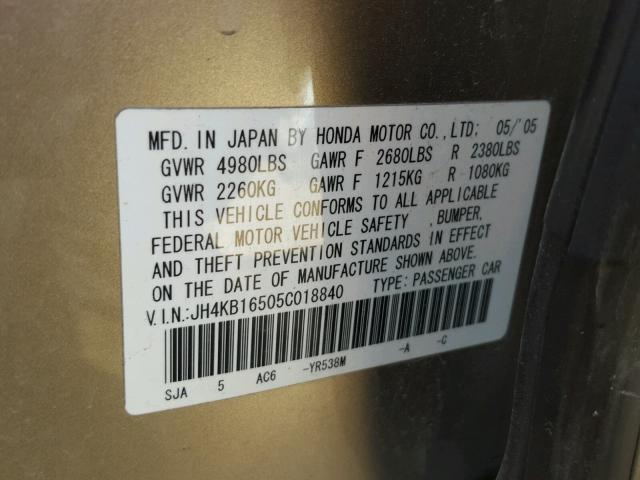 MFD. IN JAPAN BY HONDA MOTOR CO.,LTD: 05/'05
GVWR 4980LBS GAWR F 2680LBS R 2380LBS
GVWR 2260KG GAWR F 1215KG R 1080KG
THIS VEHICLE CONFORMS TO ALL APPLICABLE
FEDERAL MOTOR VEHICLE SAFETY ,BUMPER,
AND THEFT PREVENTION STANDARDS IN EFFECT
ON THE DATE OF MANUFACTURE SHOWN ABOVE.
V.I.N:JH4KB16505C018840 TYPE: PASSENGER CAR
SJA 5 AC6 -YR538M -A -C